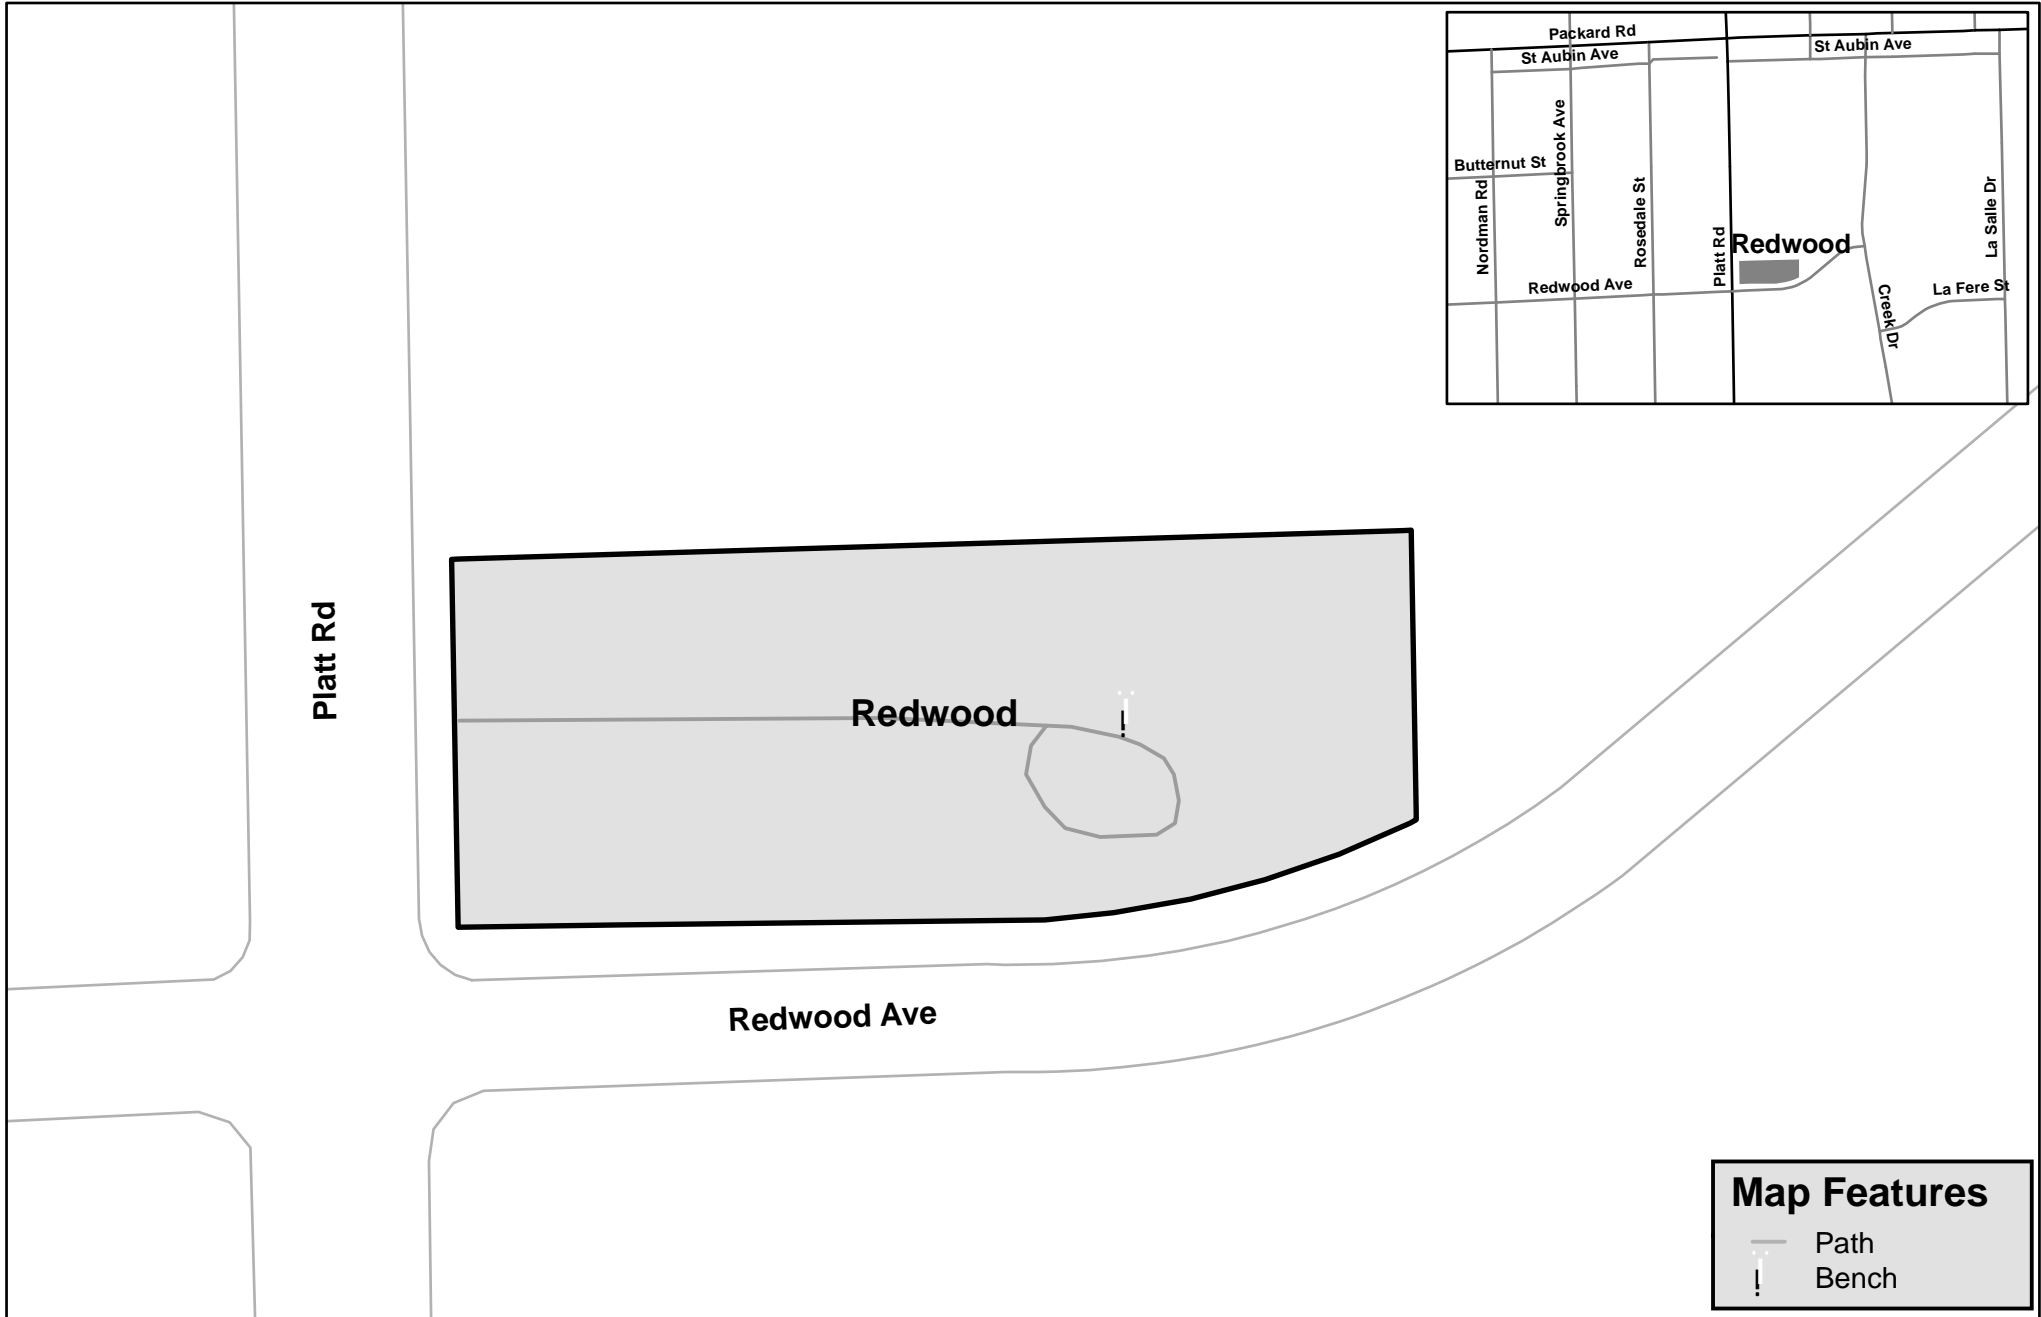 Packard Rd
St Aubin Ave
St Aubin Ave
Springbrook Ave
Butternut St
Nordman Rd
Rosedale St
La Salle Dr
Platt Rd
Redwood
Redwood Ave
La Fere St
Creek Dr
Platt Rd
Redwood
Redwood Ave
Map Features
Path
Bench